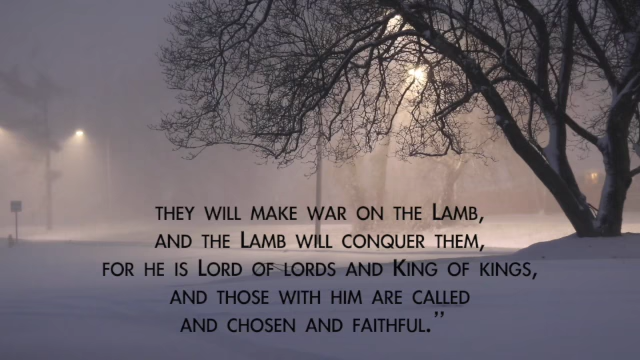 they will make war on the Lamb,
and the Lamb will conquer them,
for he is Lord of lords and King of kings,
and those with him are called
and chosen and faithful.”